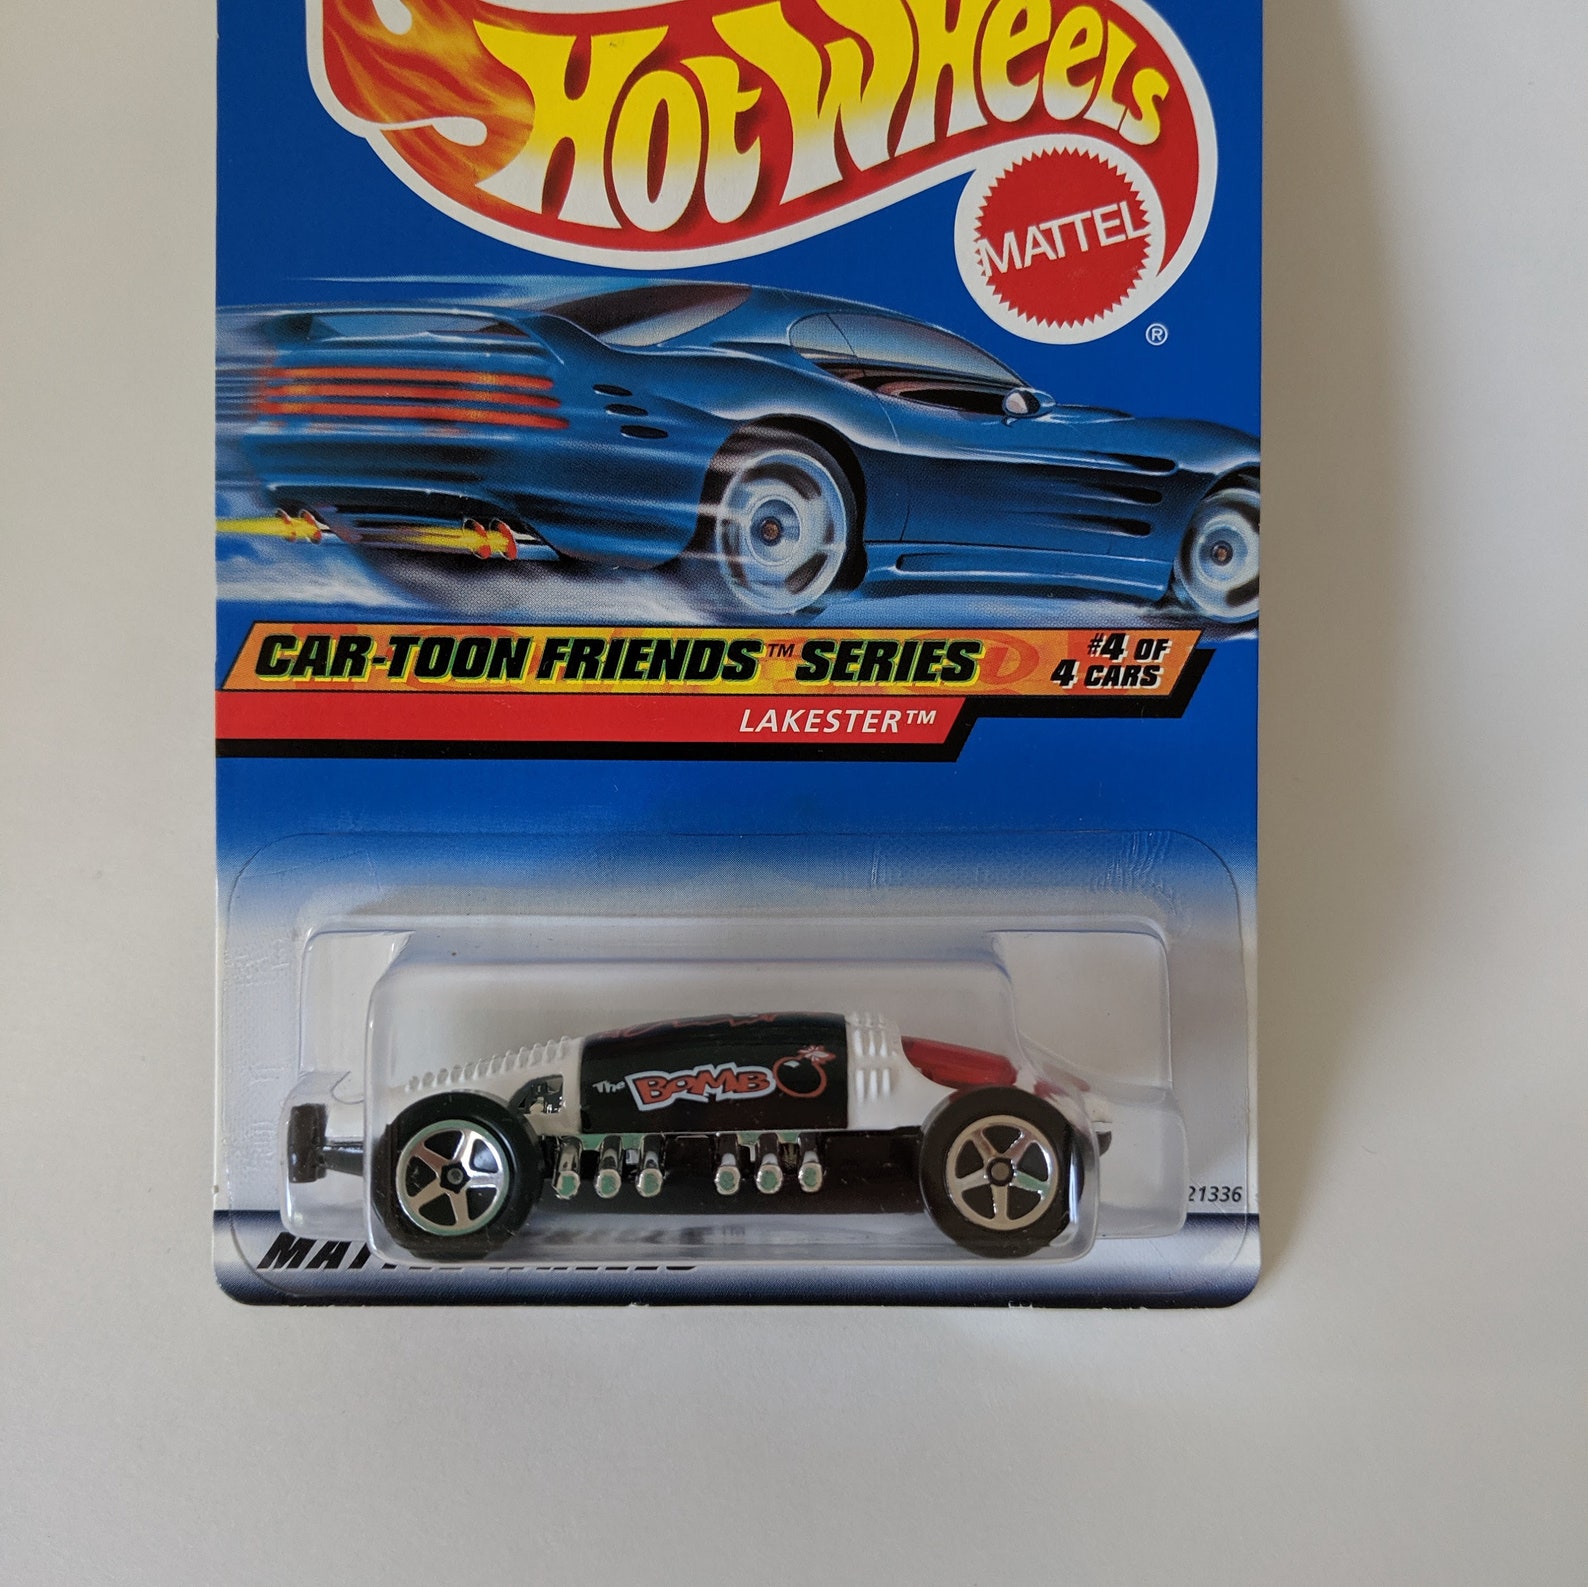 Hot Wheels
MATTEL
®
CAR-TOON FRIENDS™ SERIES
#4 OF
4 CARS
LAKESTER™
The BOMB
21336